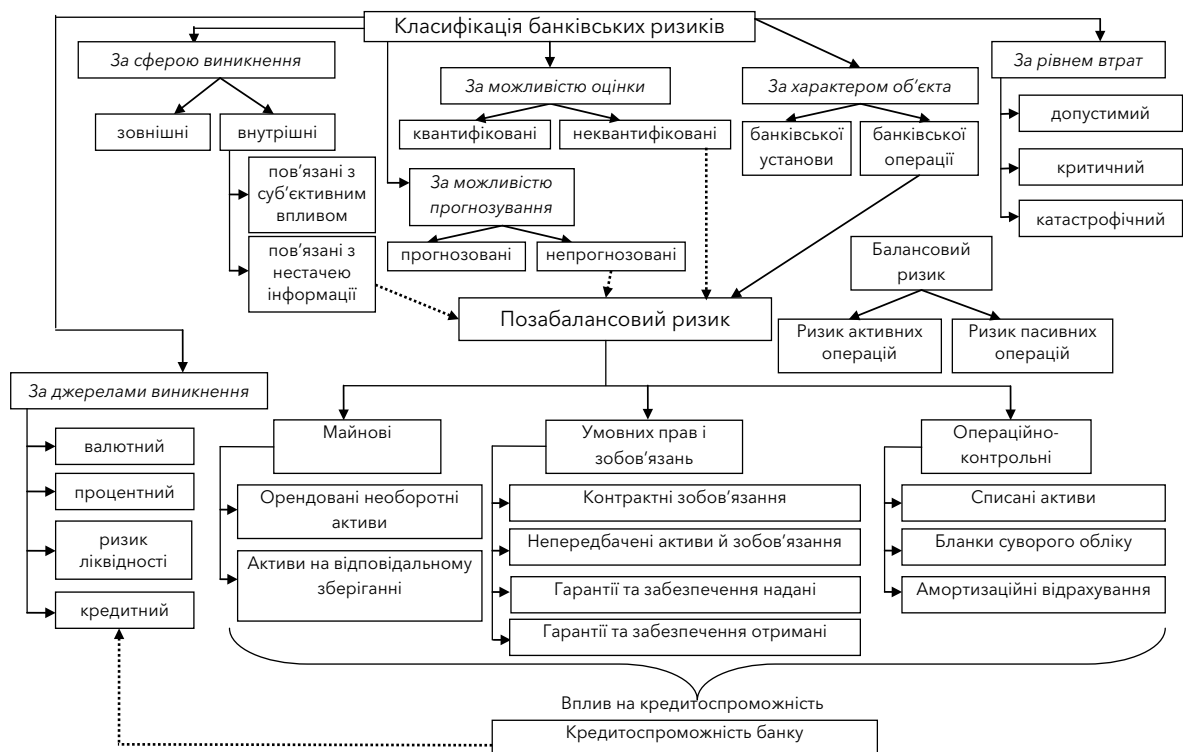 Класифікація банківських ризиків
За сферою виникнення
За можливістю оцінки
За характером об’єкта
За рівнем втрат
зовнішні
внутрішні
квантифіковані
неквантифіковані
банківської
установи
банківської
операції
допустимий
критичний
катастрофічний
пов’язані з
суб’єктивним
впливом
пов’язані з
нестачею
інформації
За можливістю
прогнозування
прогнозовані
непрогнозовані
Балансовий
ризик
Позабалансовий ризик
Ризик активних
операцій
Ризик пасивних
операцій
За джерелами виникнення
валютний
процентний
ризик
ліквідності
кредитний
Майнові
Орендовані необоротні
активи
Активи на відповідальному
зберіганні
Умовних прав і
зобов’язань
Контрактні зобов’язання
Непередбачені активи й зобов’язання
Гарантії та забезпечення надані
Гарантії та забезпечення отримані
Операційно-
контрольні
Списані активи
Бланки суворого обліку
Амортизаційні відрахування
Вплив на кредитоспроможність
Кредитоспроможність банку